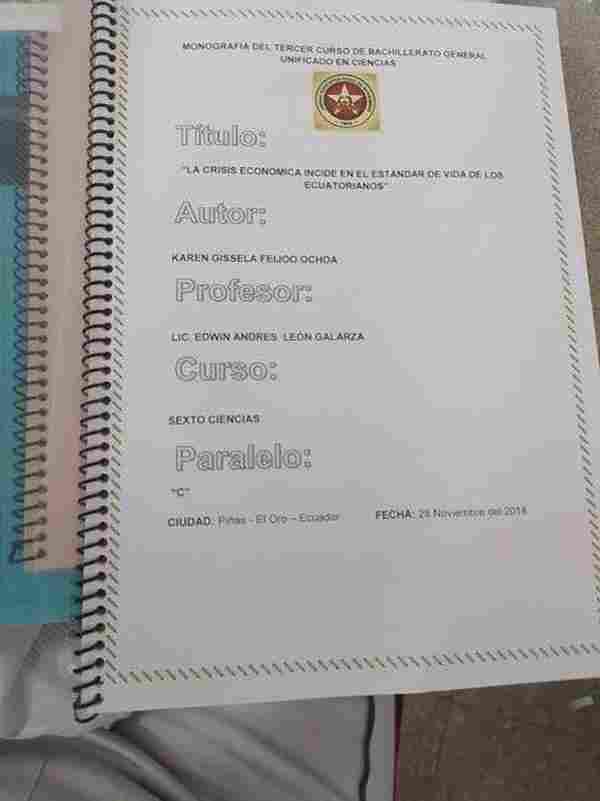 MONOGRAFIA DEL TERCER CURSO DE BACHILLERATO GENERAL
UNIFICADO EN CIENCIAS
Título:
"LA CRISIS ECONOMICA INCIDE EN EL ESTANDAR DE VIDA DE LOS
ECUATORIANOS"
Autor:
KAREN GISSELA FEIJOO OCHOA
Profesor:
LIC. EDWIN ANDRES LEON GALARZA
Curso:
SEXTO CIENCIAS
Paralelo:
"C"
CIUDAD: Piñas - El Oro – Ecuador FECHA: 28 Noviembre del 2018